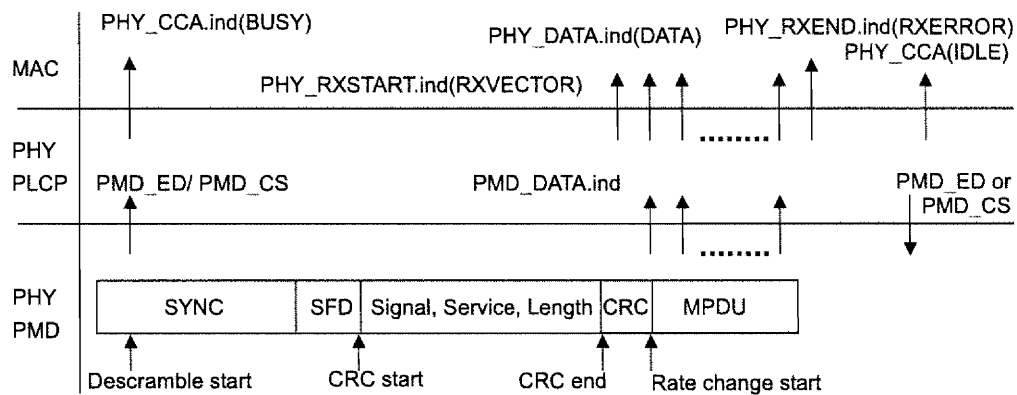 PHY_CCA.ind(BUSY)
PHY_DATA.ind(DATA)
PHY_RXEND.ind(RXERROR)
PHY_CCA(IDLE)
MAC
PHY_RXSTART.ind(RXVECTOR)
PHY
PLCP
PMD_ED/ PMD_CS
PMD_DATA.ind
PMD_ED or
PMD_CS
PHY
PMD
SYNC
SFD
Signal, Service, Length
CRC
MPDU
Descramble start
CRC start
CRC end
Rate change start